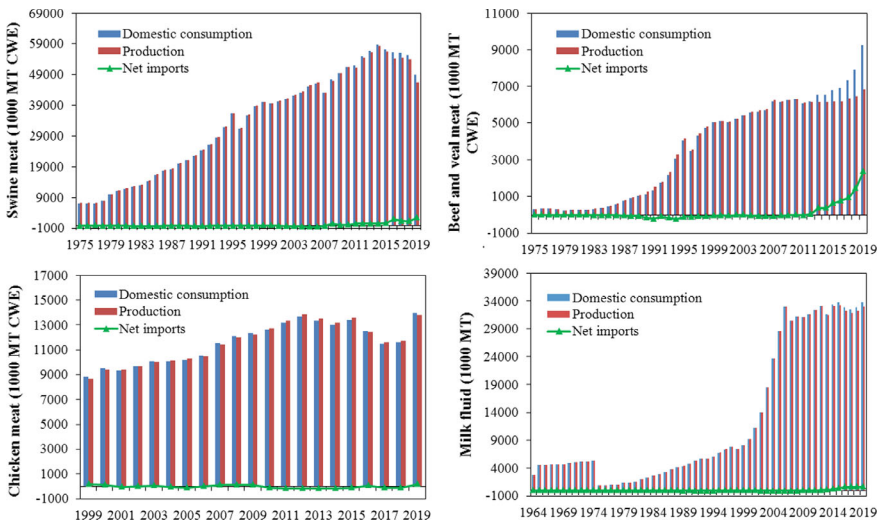 Swine meat (1000 MT CWE)
69000
59000
49000
39000
29000
19000
9000
-1000
Domestic consumption
Production
Net imports
1975 1979 1983 1987 1991 1995 1999 2003 2007 2011 2015 2019
Beef and veal meat (1000 MT
CWE)
11000
9000
7000
5000
3000
1000
-1000
Domestic consumption
Production
Net imports
1975 1979 1983 1987 1991 1995 1999 2003 2007 2011 2015 2019
Chicken meat (1000 MT CWE)
17000
15000
13000
11000
9000
7000
5000
3000
1000
-1000
Domestic consumption
Production
Net imports
1999 2001 2003 2005 2007 2009 2011 2013 2015 2017 2019
Milk fluid (1000 MT)
39000
34000
29000
24000
19000
14000
9000
4000
-1000
Domestic consumption
Production
Net imports
1964 1969 1974 1979 1984 1989 1994 1999 2004 2009 2014 2019